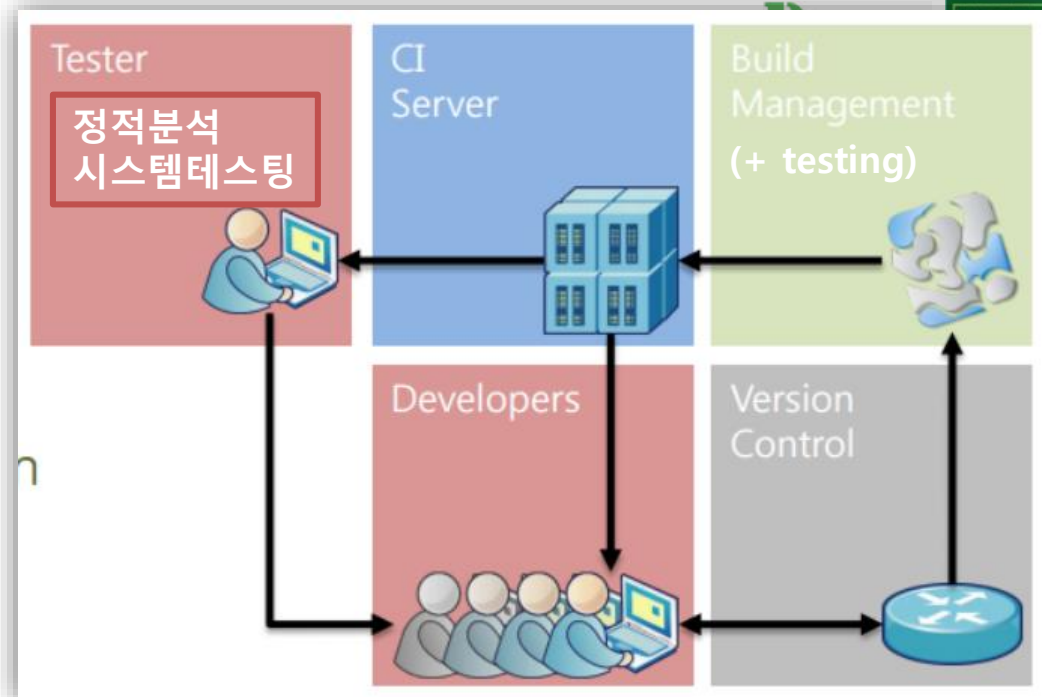 Tester
정적분석
시스템테스팅
CI
Server
Build
Management
(+ testing)
Developers
Version
Control
n